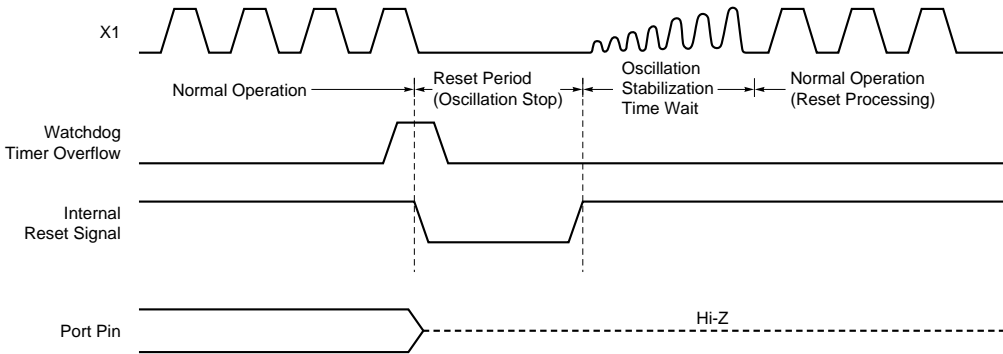 X1
Normal Operation
Reset Period
(Oscillation Stop)
Oscillation
Stabilization
Time Wait
Normal Operation
(Reset Processing)
Watchdog
Timer Overflow
Internal
Reset Signal
Port Pin
Hi-Z